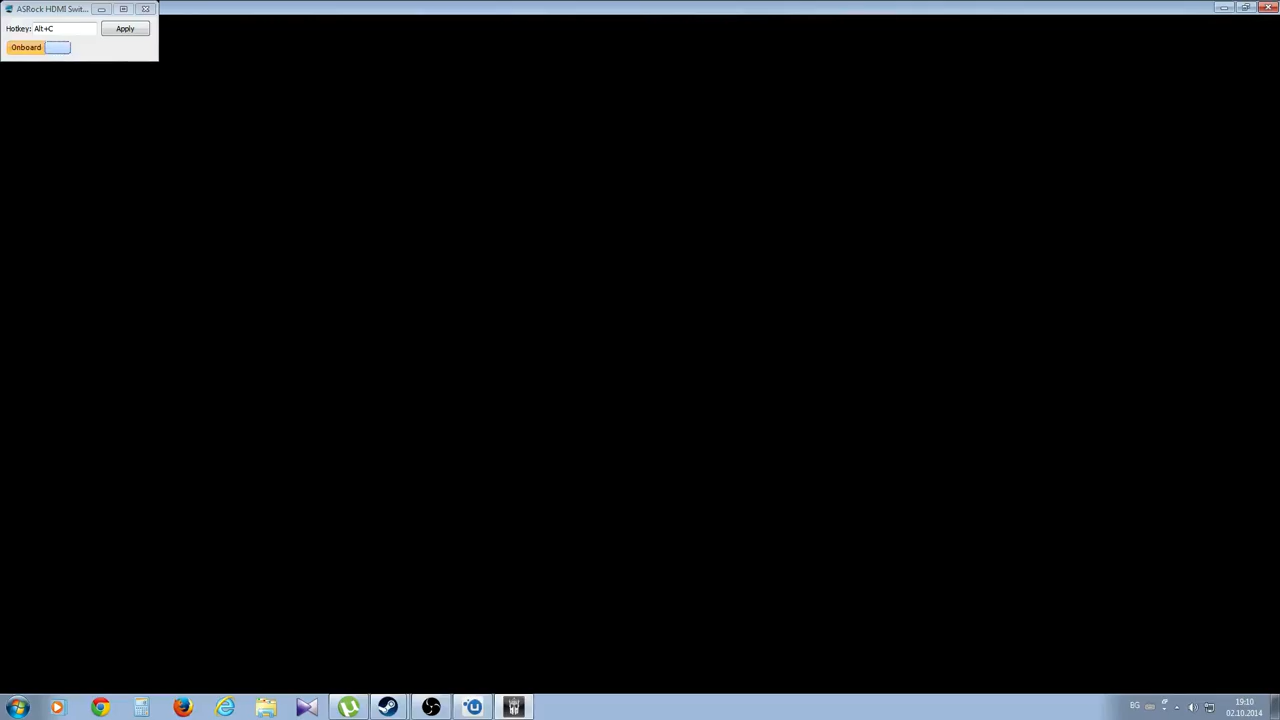 ASRock HDMI Swit...
Hotkey: Alt+C
Apply
Onboard
BG
19:10
02.10.2014